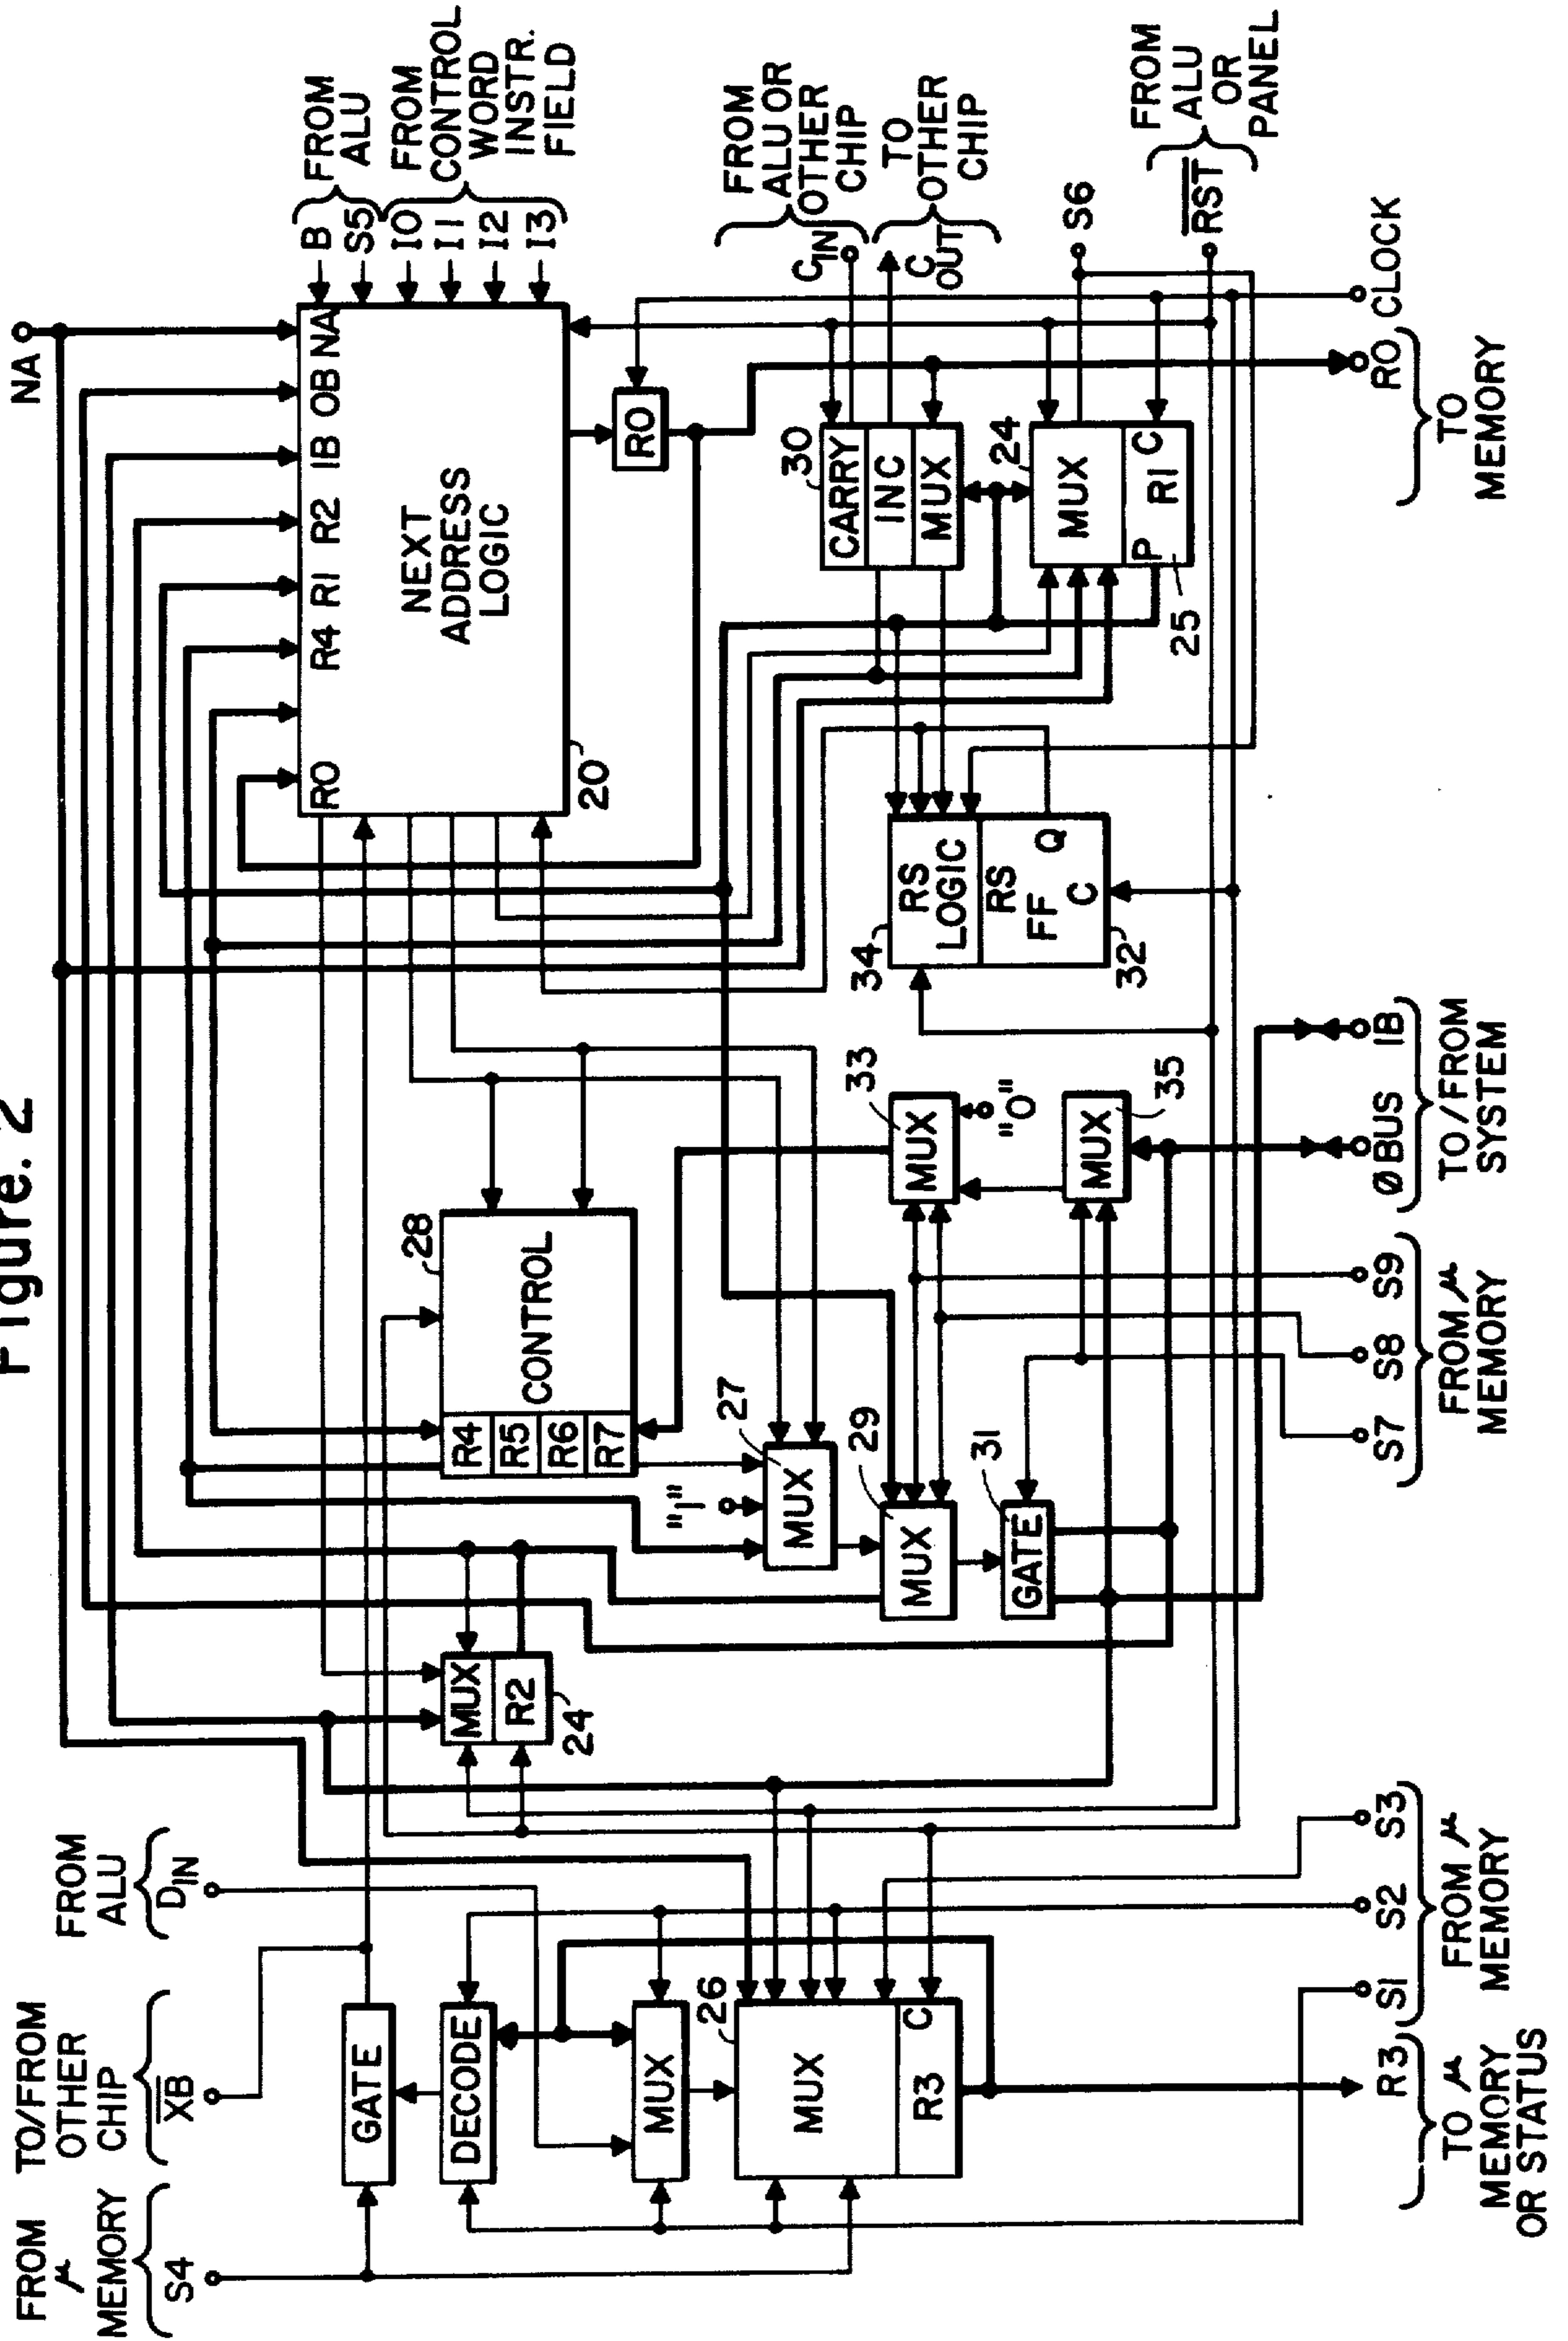 Figure. 2
FROM
μ
MEMORY
S4
TO/FROM
OTHER
CHIP
X̅B̅
FROM
ALU
D IN
NA
GATE
DECODE
MUX
26
MUX
C
R3
MUX
R2
24
28
R4
R5
R6
R7
CONTROL
"1"
27
MUX
29
MUX
31
GATE
33
MUX
"0"
MUX
35
RO
R4
R1
R2
IB
OB
NA
NEXT
ADDRESS
LOGIC
20
B
S5
FROM
ALU
I0
I1
I2
I3
FROM
CONTROL
WORD
INSTR.
FIELD
RO
34
RS
LOGIC
RS
FF
Q
C
32
30
CARRY
INC
MUX
24
MUX
P
C
R1
25
C IN
FROM
ALU OR
OTHER
CHIP
C OUT
TO
OTHER
CHIP
S6
R̅S̅T̅
FROM
ALU
OR
PANEL
R3
TO μ
MEMORY
OR STATUS
S1
S2
S3
FROM μ
MEMORY
S7
S8
S9
FROM μ
MEMORY
ØBUS
IB
TO/FROM
SYSTEM
RO
TO
MEMORY
CLOCK